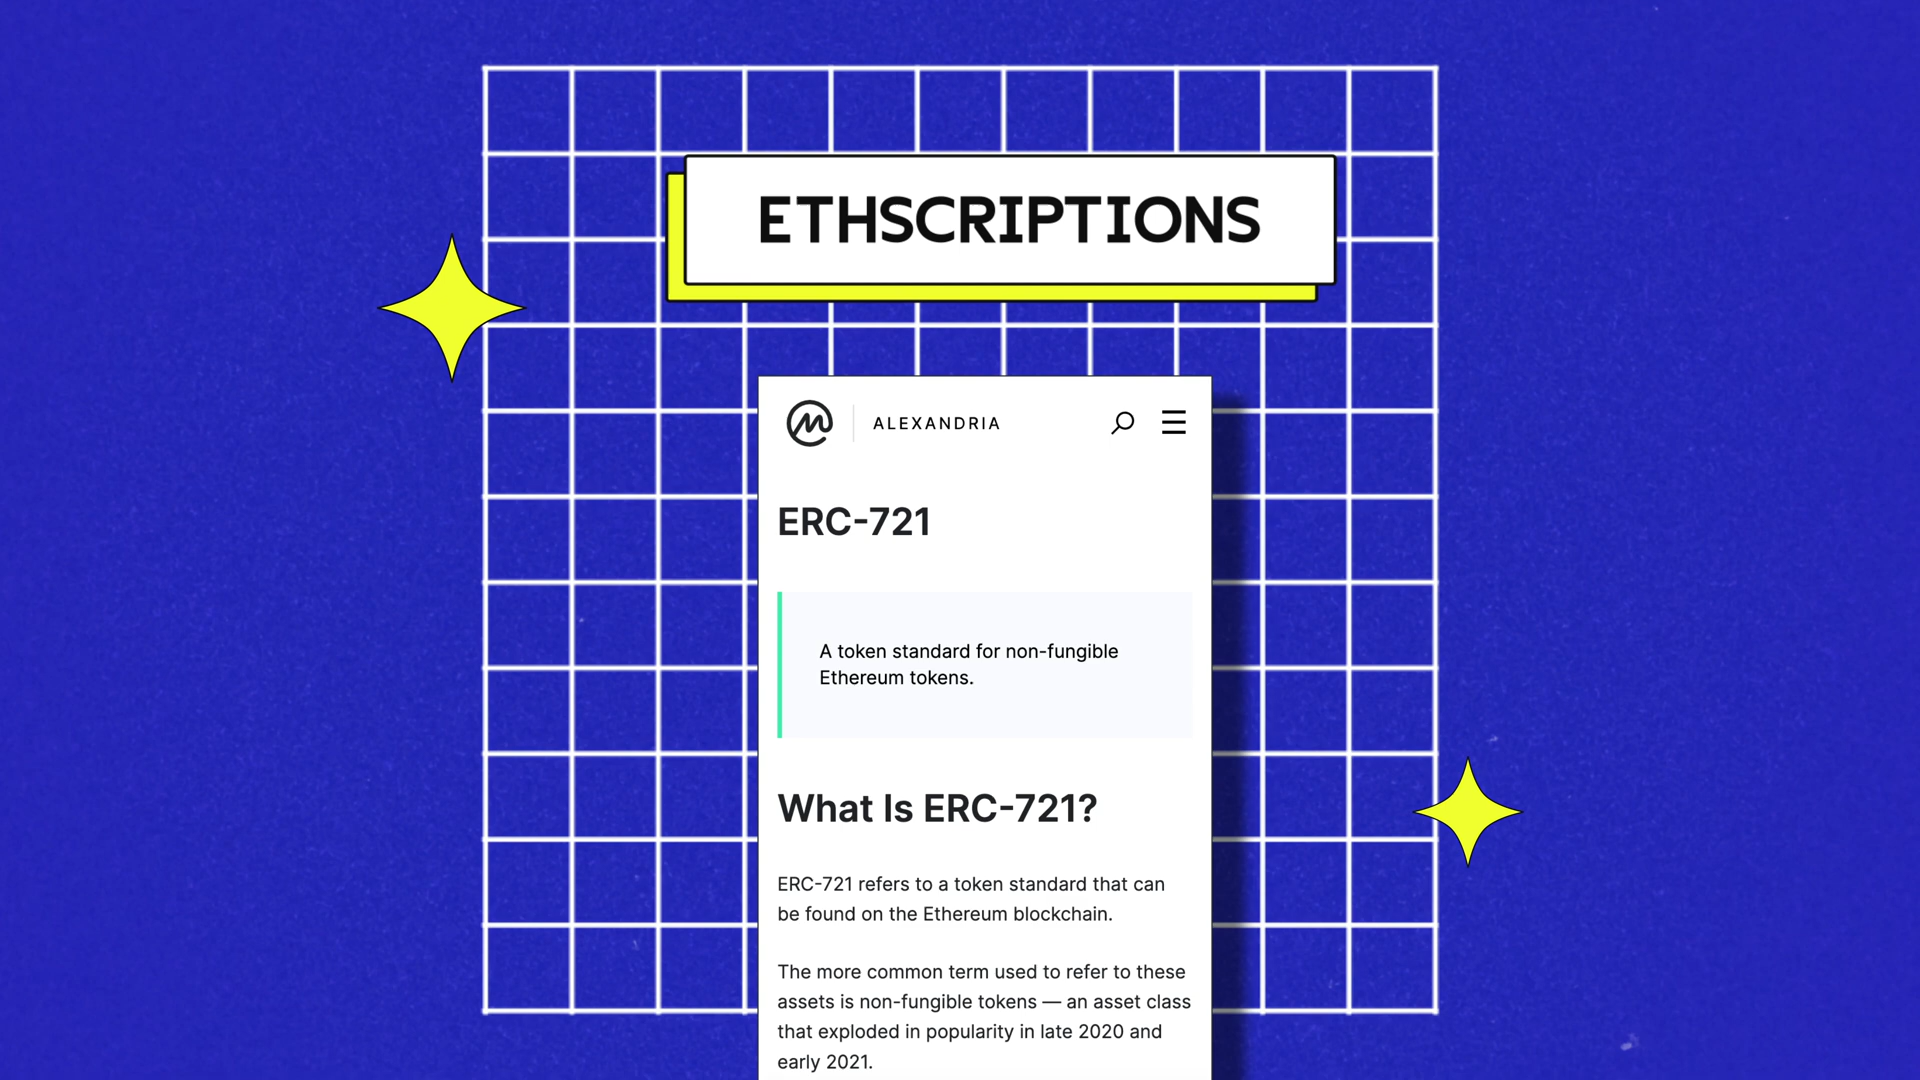 ETHSCRIPTIONS
ALEXANDRIA
ERC-721
A token standard for non-fungible
Ethereum tokens.
What Is ERC-721?
ERC-721 refers to a token standard that can
be found on the Ethereum blockchain.
The more common term used to refer to these
assets is non-fungible tokens — an asset class
that exploded in popularity in late 2020 and
early 2021.